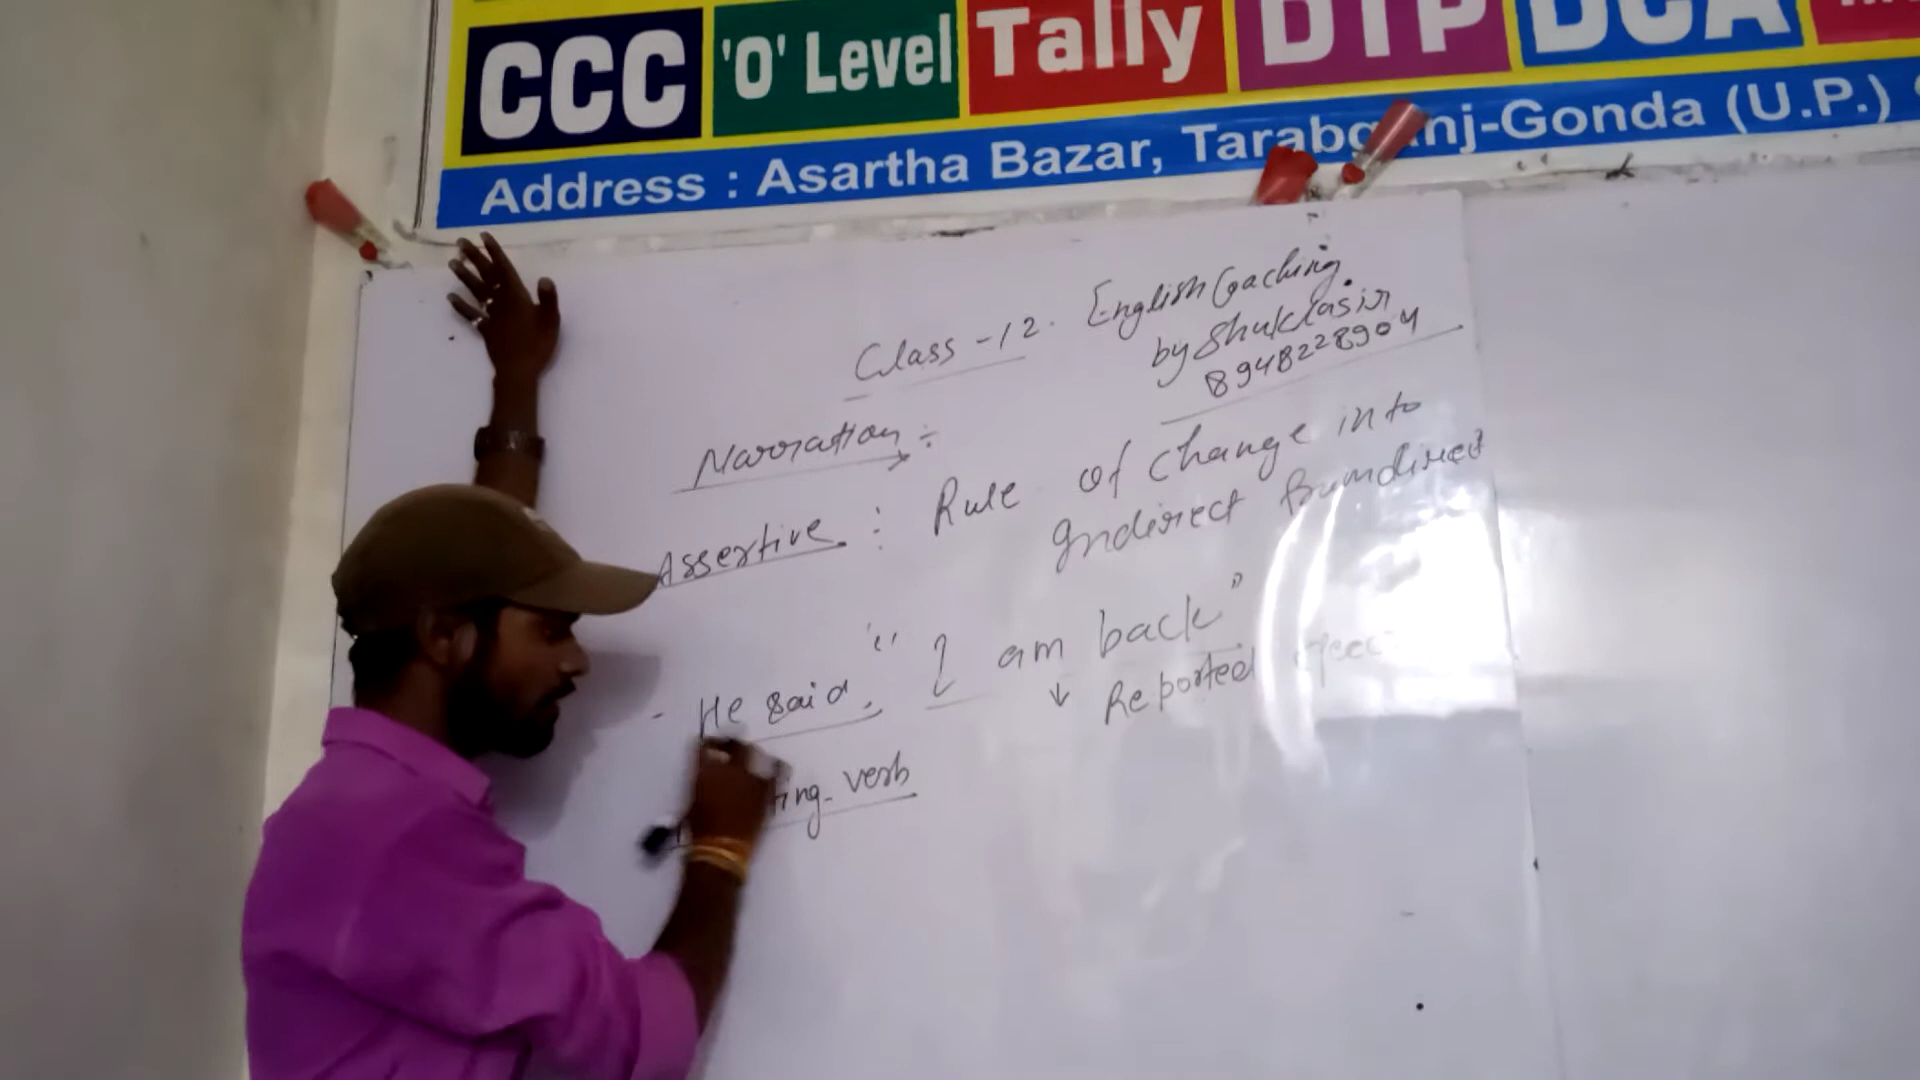 CCC 'O' Level Tally DTP DCA
Address : Asartha Bazar, Tarabganj-Gonda (U.P.)
Class - 12. English Coaching
by Shukla sir
8948228904
Narration ÷
Assertive : Rule of change into
Indirect from direct
- He said, " I am back"
↓ Reported
ting verb